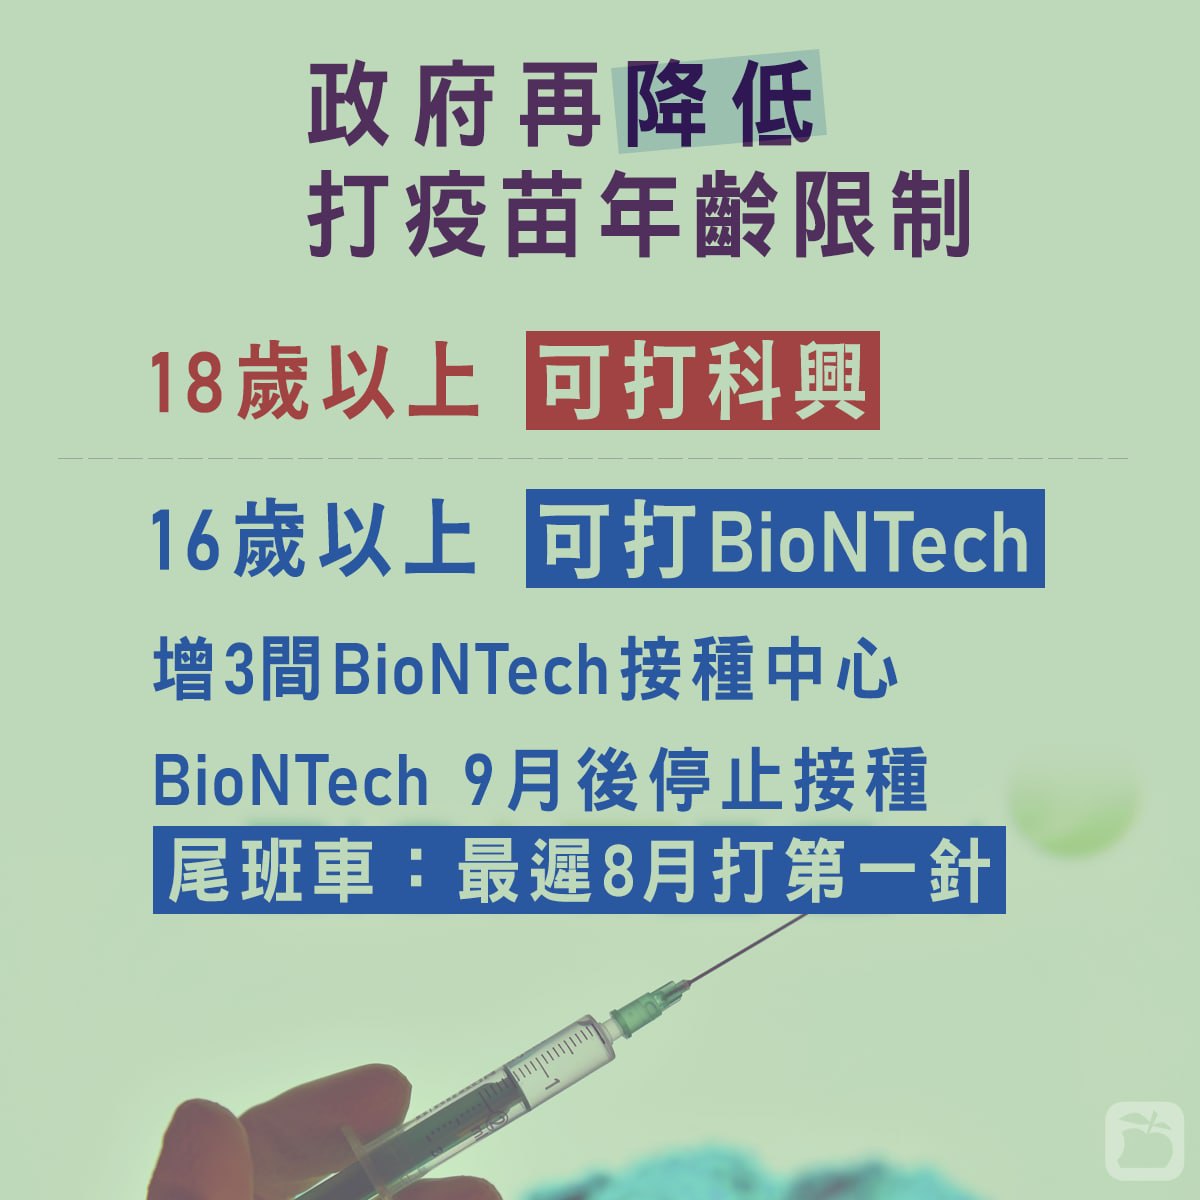 政府再降低
打疫苗年齡限制
18歲以上 可打科興
16歲以上 可打BioNTech
增3間BioNTech接種中心
BioNTech 9月後停止接種
尾班車：最遲8月打第一針
1